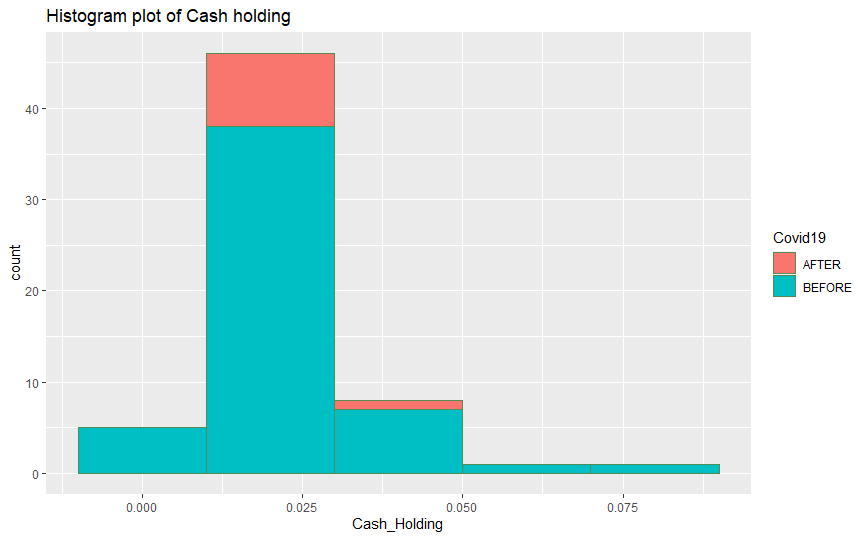 Histogram plot of Cash holding
40
30
20
10
0
count
0.000 0.025 0.050 0.075
Cash_Holding
Covid19
AFTER
BEFORE